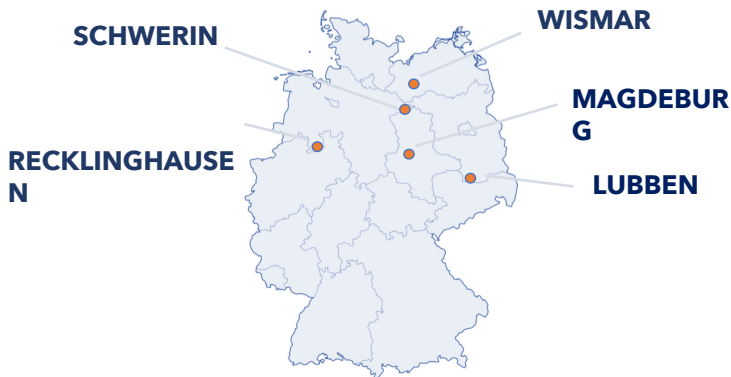 SCHWERIN
WISMAR
MAGDEBUR
G
RECKLINGHAUSE
N
LUBBEN